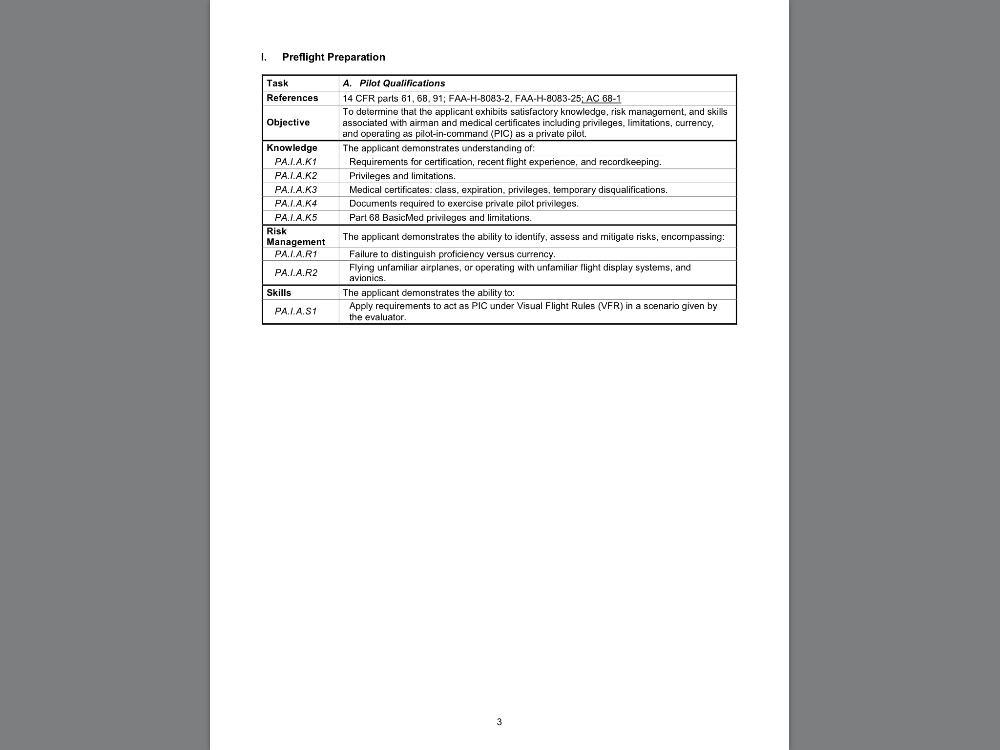 I. Preflight Preparation
Task A. Pilot Qualifications
References 14 CFR parts 61, 68, 91; FAA-H-8083-2, FAA-H-8083-25; AC 68-1
Objective To determine that the applicant exhibits satisfactory knowledge, risk management, and skills
associated with airman and medical certificates including privileges, limitations, currency,
and operating as pilot-in-command (PIC) as a private pilot.
Knowledge The applicant demonstrates understanding of:
PA.I.A.K1 Requirements for certification, recent flight experience, and recordkeeping.
PA.I.A.K2 Privileges and limitations.
PA.I.A.K3 Medical certificates: class, expiration, privileges, temporary disqualifications.
PA.I.A.K4 Documents required to exercise private pilot privileges.
PA.I.A.K5 Part 68 BasicMed privileges and limitations.
Risk
Management The applicant demonstrates the ability to identify, assess and mitigate risks, encompassing:
PA.I.A.R1 Failure to distinguish proficiency versus currency.
PA.I.A.R2 Flying unfamiliar airplanes, or operating with unfamiliar flight display systems, and
avionics.
Skills The applicant demonstrates the ability to:
PA.I.A.S1 Apply requirements to act as PIC under Visual Flight Rules (VFR) in a scenario given by
the evaluator.
3